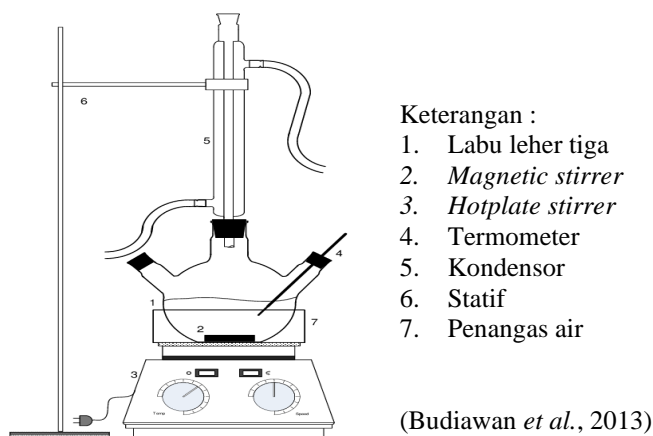 6
5
4
1
2
7
3
Temp
Speed
Keterangan :
1. Labu leher tiga
2. Magnetic stirrer
3. Hotplate stirrer
4. Termometer
5. Kondensor
6. Statif
7. Penangas air
(Budiawan et al., 2013)